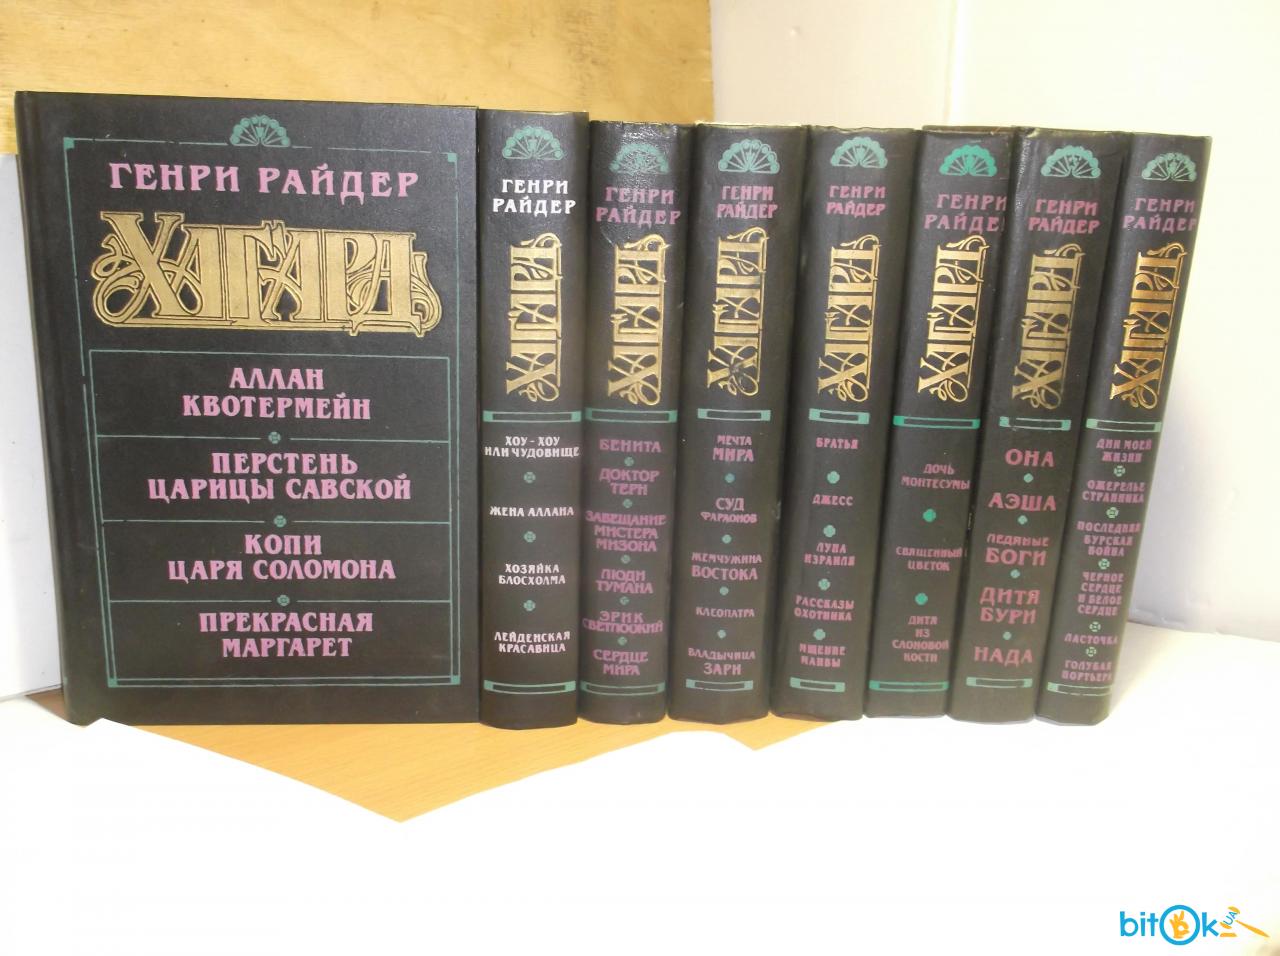 ГЕНРИ РАЙДЕР
ХАГГАРД
АЛЛАН
КВОТЕРМЕЙН
ПЕРСТЕНЬ
ЦАРИЦЫ САВСКОЙ
КОПИ
ЦАРЯ СОЛОМОНА
ПРЕКРАСНАЯ
МАРГАРЕТ
ГЕНРИ
РАЙДЕР
ХАГГАРД
ХОУ-ХОУ
ИЛИ ЧУДОВИЩЕ
ЖЕНА АЛЛАНА
ХОЗЯЙКА
БЛОСХОЛМА
ЛЕЙДЕНСКАЯ
КРАСАВИЦА
ГЕНРИ
РАЙДЕР
ХАГГАРД
БЕНИТА
ДОКТОР
ТЕРН
ЗАВЕЩАНИЕ
МИСТЕРА
МИЗОНА
ЛЮДИ
ТУМАНА
ЭРИК
СВЕТЛООКИЙ
СЕРДЦЕ
МИРА
ГЕНРИ
РАЙДЕР
ХАГГАРД
МЕЧТА
МИРА
СУД
ФАРАОНОВ
ЖЕМЧУЖИНА
ВОСТОКА
КЛЕОПАТРА
ВЛАДЫЧИЦА
ЗАРИ
ГЕНРИ
РАЙДЕР
ХАГГАРД
БРАТЬЯ
ДЖЕСС
ЛУНА
ИЗРАИЛЯ
РАССКАЗЫ
ОХОТНИКА
МЩЕНИЕ
МАИВЫ
ГЕНРИ
РАЙДЕР
ХАГГАРД
ДОЧЬ
МОНТЕСУМЫ
СВЯЩЕННЫЙ
ЦВЕТОК
ДИТЯ
ИЗ
СЛОНОВОЙ
КОСТИ
ГЕНРИ
РАЙДЕР
ХАГГАРД
ОНА
АЭША
ЛЕДЯНЫЕ
БОГИ
ДИТЯ
БУРИ
НАДА
ГЕНРИ
РАЙДЕР
ХАГГАРД
ДНИ МОЕЙ
ЖИЗНИ
ОЖЕРЕЛЬЕ
СТРАННИКА
ПОСЛЕДНЯЯ
БУРСКАЯ
ВОЙНА
ЧЕРНОЕ
СЕРДЦЕ
И БЕЛОЕ
СЕРДЦЕ
ЛАСТОЧКА
ГОЛУБАЯ
ПОРТЬЕРА
bitOk.UA